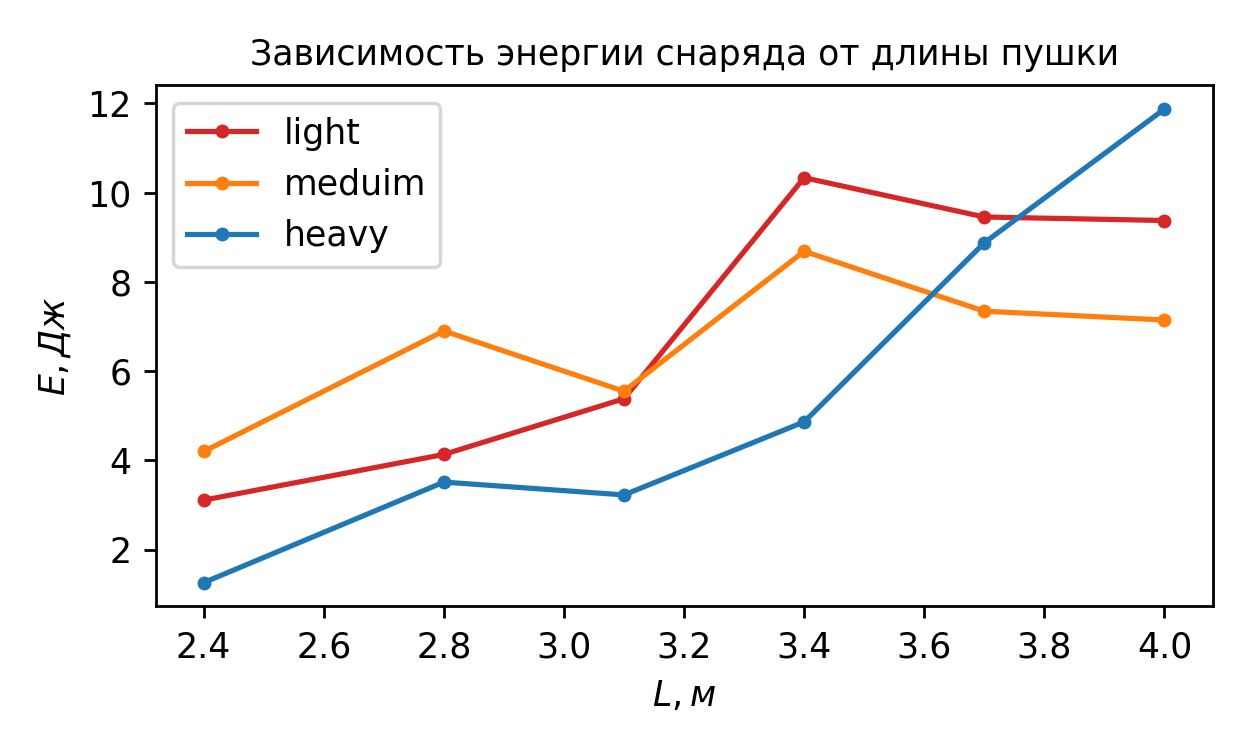 Зависимость энергии снаряда от длины пушки
12
10
8
6
4
2
E, Дж
light
meduim
heavy
2.4 2.6 2.8 3.0 3.2 3.4 3.6 3.8 4.0
L, м